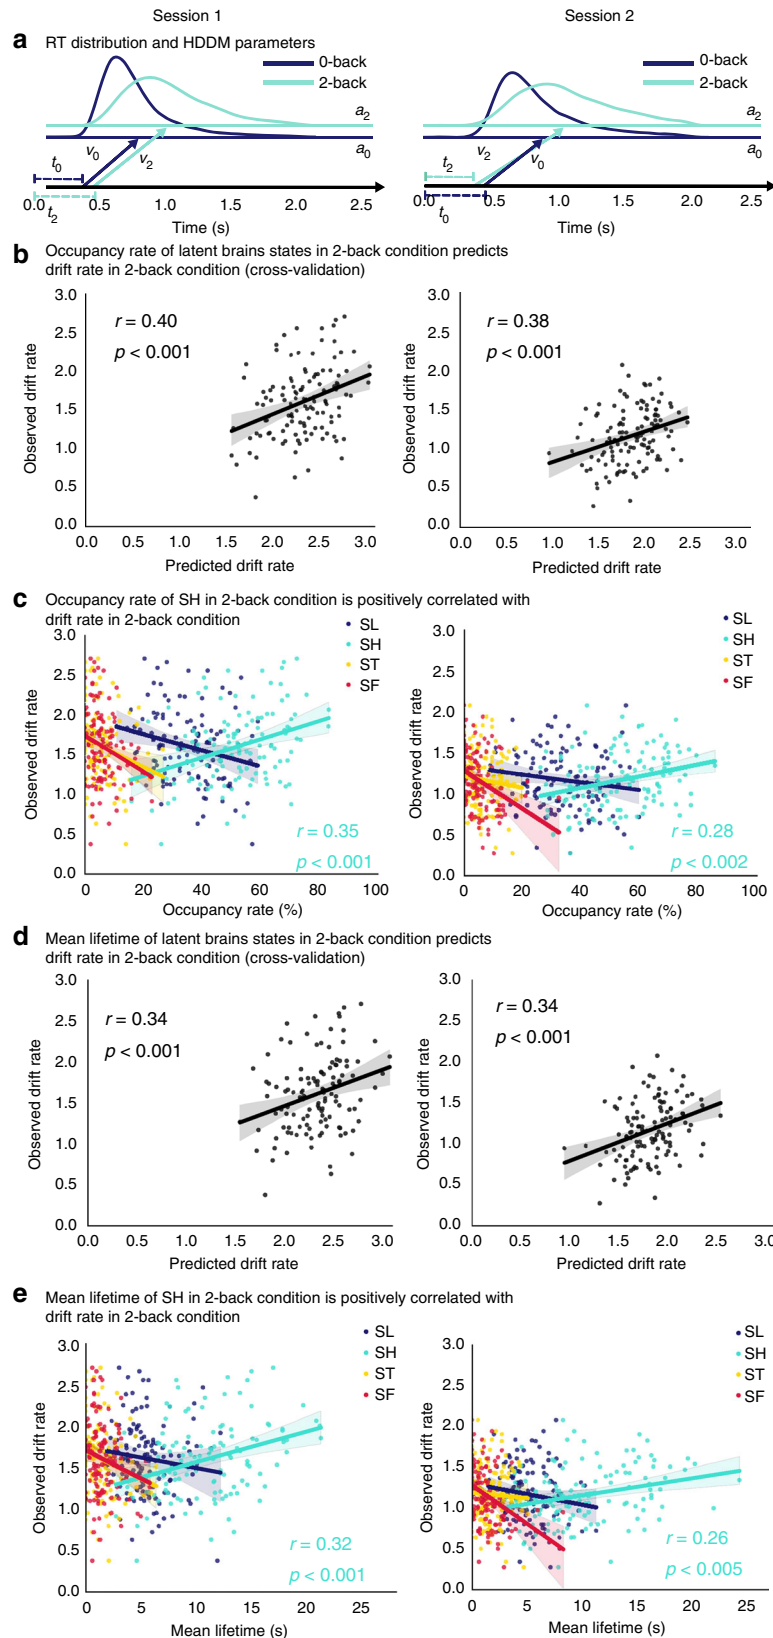 Session 1
Session 2
a RT distribution and HDDM parameters
0-back
2-back
a2
a0
t0
v0
v2
0.0 0.5 1.0 1.5 2.0 2.5
t2
Time (s)
0-back
2-back
a2
a0
t2
v2
v0
0.0 0.5 1.0 1.5 2.0 2.5
t0
Time (s)
b Occupancy rate of latent brains states in 2-back condition predicts
drift rate in 2-back condition (cross-validation)
Observed drift rate
3.0
2.5
2.0
1.5
1.0
0.5
0.0
r = 0.40
p < 0.001
0.0 0.5 1.0 1.5 2.0 2.5 3.0
Predicted drift rate
Observed drift rate
3.0
2.5
2.0
1.5
1.0
0.5
0.0
r = 0.38
p < 0.001
0.0 0.5 1.0 1.5 2.0 2.5 3.0
Predicted drift rate
c Occupancy rate of SH in 2-back condition is positively correlated with
drift rate in 2-back condition
SL
SH
ST
SF
Observed drift rate
3.0
2.5
2.0
1.5
1.0
0.5
0.0
r = 0.35
p < 0.001
0 20 40 60 80 100
Occupancy rate (%)
SL
SH
ST
SF
Observed drift rate
3.0
2.5
2.0
1.5
1.0
0.5
0.0
r = 0.28
p < 0.002
0 20 40 60 80 100
Occupancy rate (%)
d Mean lifetime of latent brains states in 2-back condition predicts
drift rate in 2-back condition (cross-validation)
Observed drift rate
3.0
2.5
2.0
1.5
1.0
0.5
0.0
r = 0.34
p < 0.001
0.0 0.5 1.0 1.5 2.0 2.5 3.0
Predicted drift rate
Observed drift rate
3.0
2.5
2.0
1.5
1.0
0.5
0.0
r = 0.34
p < 0.001
0.0 0.5 1.0 1.5 2.0 2.5 3.0
Predicted drift rate
e Mean lifetime of SH in 2-back condition is positively correlated with
drift rate in 2-back condition
SL
SH
ST
SF
Observed drift rate
3.0
2.5
2.0
1.5
1.0
0.5
0.0
r = 0.32
p < 0.001
0 5 10 15 20 25
Mean lifetime (s)
SL
SH
ST
SF
Observed drift rate
3.0
2.5
2.0
1.5
1.0
0.5
0.0
r = 0.26
p < 0.005
0 5 10 15 20 25
Mean lifetime (s)